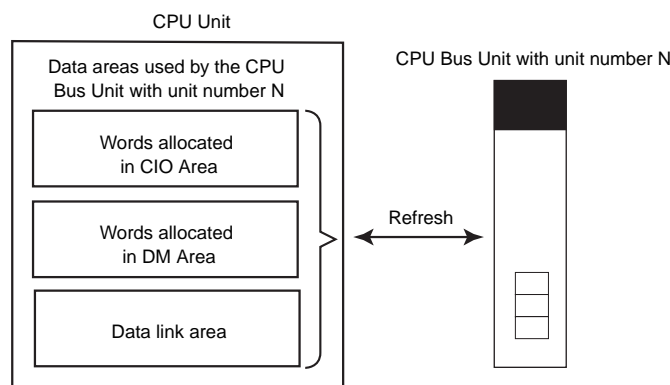 CPU Unit
Data areas used by the CPU
Bus Unit with unit number N
Words allocated
in CIO Area
Words allocated
in DM Area
Data link area
Refresh
CPU Bus Unit with unit number N